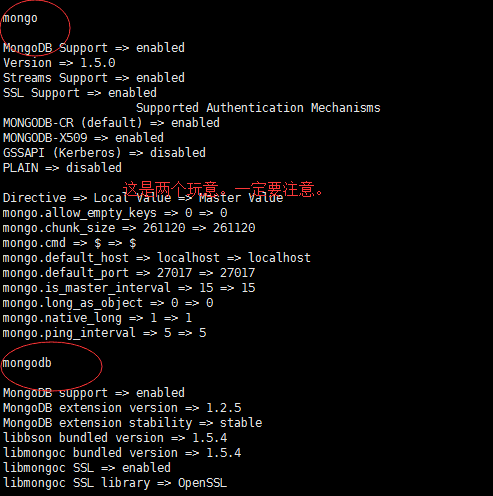 mongo
MongoDB Support => enabled
Version => 1.5.0
Streams Support => enabled
SSL Support => enabled
Supported Authentication Mechanisms
MONGODB-CR (default) => enabled
MONGODB-X509 => enabled
GSSAPI (Kerberos) => disabled
PLAIN => disabled
这是两个玩意。一定要注意。
Directive => Local Value => Master Value
mongo.allow_empty_keys => 0 => 0
mongo.chunk_size => 261120 => 261120
mongo.cmd => $ => $
mongo.default_host => localhost => localhost
mongo.default_port => 27017 => 27017
mongo.is_master_interval => 15 => 15
mongo.long_as_object => 0 => 0
mongo.native_long => 1 => 1
mongo.ping_interval => 5 => 5
mongodb
MongoDB support => enabled
MongoDB extension version => 1.2.5
MongoDB extension stability => stable
libbson bundled version => 1.5.4
libmongoc bundled version => 1.5.4
libmongoc SSL => enabled
libmongoc SSL library => OpenSSL